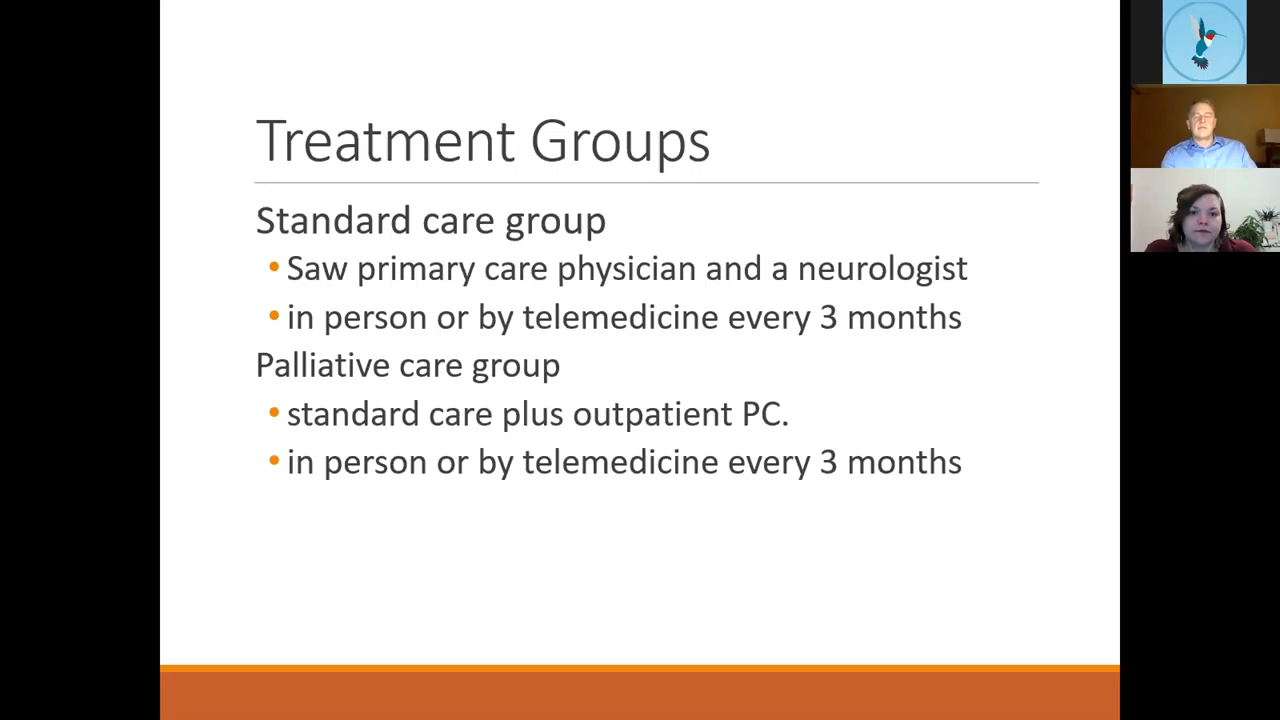 Treatment Groups
Standard care group
•Saw primary care physician and a neurologist
•in person or by telemedicine every 3 months
Palliative care group
•standard care plus outpatient PC.
•in person or by telemedicine every 3 months